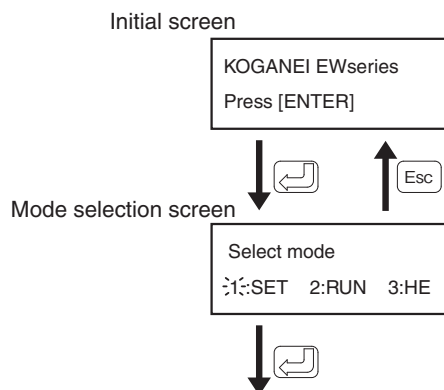 Initial screen
KOGANEI EWseries
Press [ENTER]
Esc
Mode selection screen
Select mode
1:SET 2:RUN 3:HE